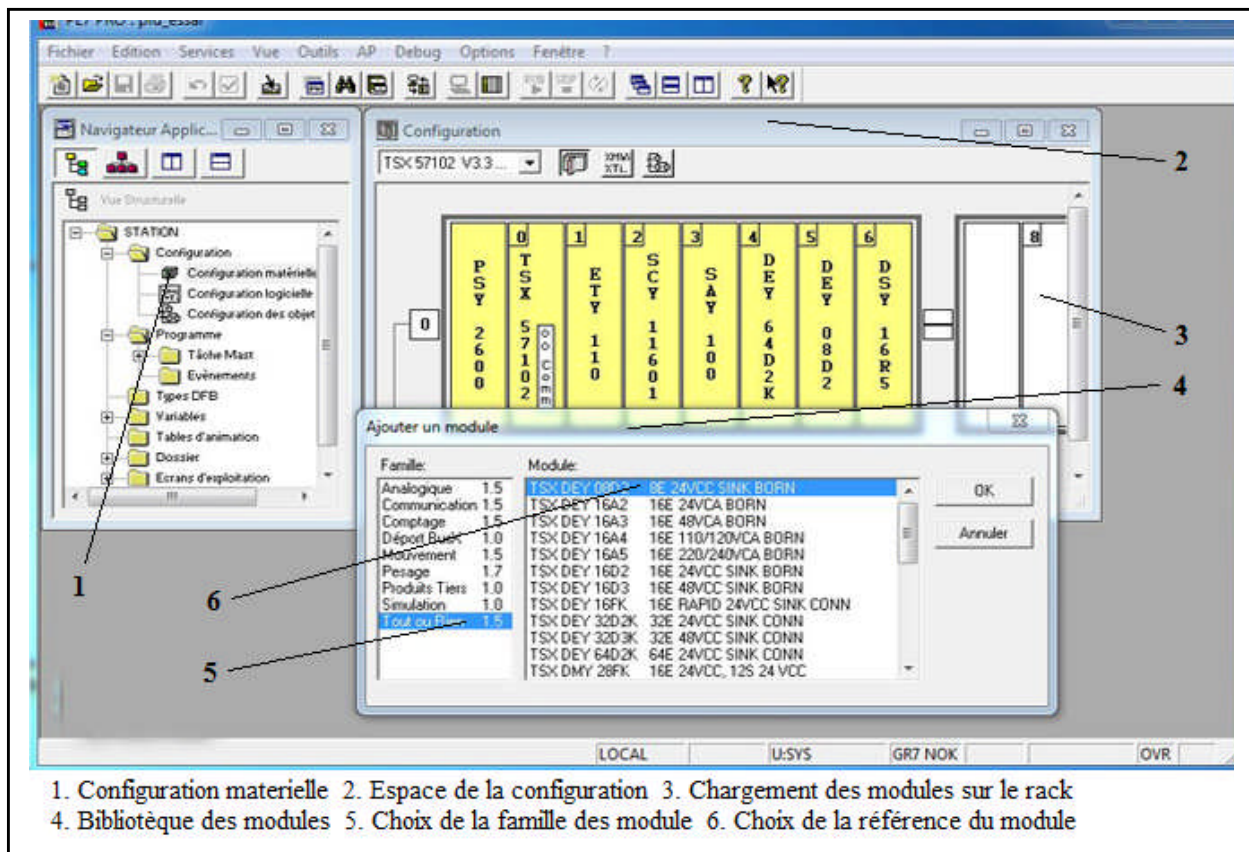 PL7 PRO : pfd_essai
Fichier Edition Services Vue Outils AP Debug Options Fenêtre ?
Navigateur Applic...
Vue Structurelle
STATION
Configuration
Configuration matérielle
Configuration logicielle
Configuration des objet
Programme
Tâche Mast
Evènements
Types DFB
Variables
Tables d'animation
Dossier
Ecrans d'exploitation
Configuration
TSX 57102 V3.3...
XMWI
XTL
0
PSY 2600
0 TSX 57102
Comm
1 ETY 110
2 SCY 11601
3 SAY 100
4 DEY 64D2K
5 DEY 08D2
6 DSY 16R5
8
2
3
4
Ajouter un module
Famille:
Analogique 1.5
Communication 1.5
Comptage 1.5
Déport BusX 1.0
Mouvement 1.5
Pesage 1.7
Produits Tiers 1.0
Simulation 1.0
Tout ou Rien 1.5
Module:
TSX DEY 08D2 8E 24VCC SINK BORN
TSX DEY 16A2 16E 24VCA BORN
TSX DEY 16A3 16E 48VCA BORN
TSX DEY 16A4 16E 110/120VCA BORN
TSX DEY 16A5 16E 220/240VCA BORN
TSX DEY 16D2 16E 24VCC SINK BORN
TSX DEY 16D3 16E 48VCC SINK BORN
TSX DEY 16FK 16E RAPID 24VCC SINK CONN
TSX DEY 32D2K 32E 24VCC SINK CONN
TSX DEY 32D3K 32E 48VCC SINK CONN
TSX DEY 64D2K 64E 24VCC SINK CONN
TSX DMY 28FK 16E 24VCC, 12S 24 VCC
OK
Annuler
1
6
5
LOCAL U:SYS GR7 NOK OVR
1. Configuration materielle 2. Espace de la configuration 3. Chargement des modules sur le rack
4. Bibliotèque des modules 5. Choix de la famille des module 6. Choix de la référence du module